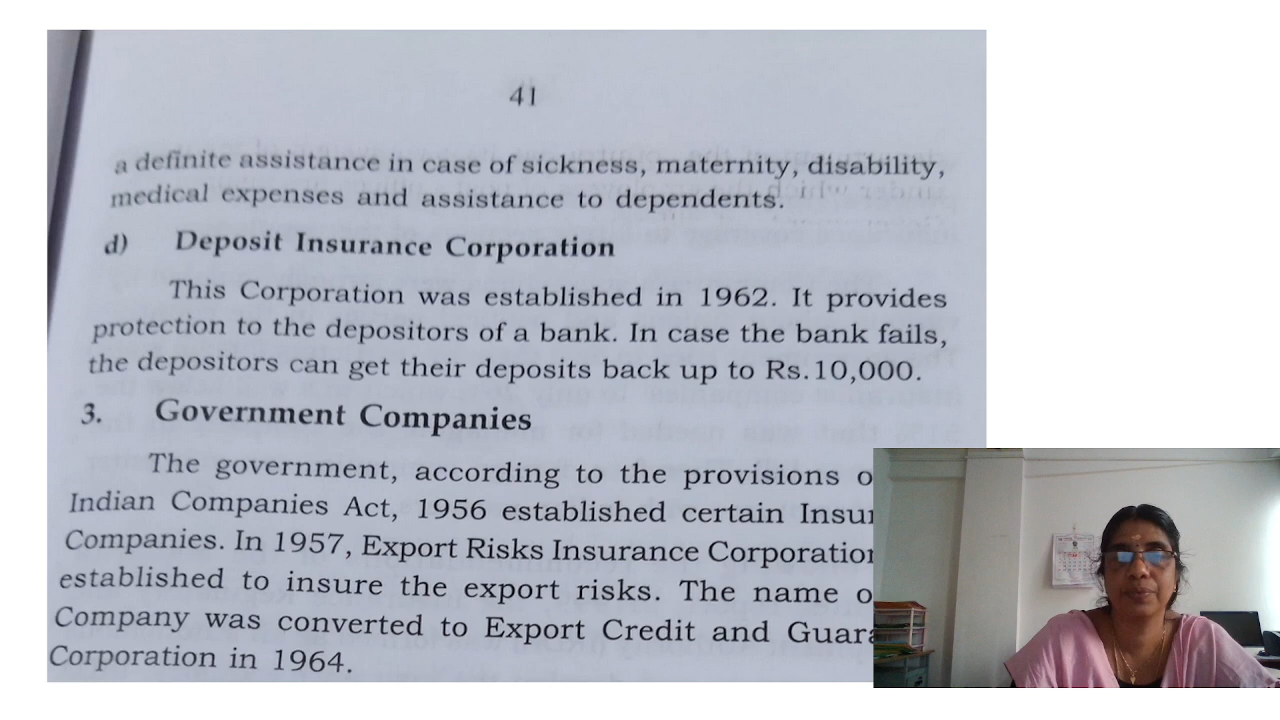 41
a definite assistance in case of sickness, maternity, disability,
medical expenses and assistance to dependents.
d) Deposit Insurance Corporation
This Corporation was established in 1962. It provides
protection to the depositors of a bank. In case the bank fails,
the depositors can get their deposits back up to Rs.10,000.
3. Government Companies
The government, according to the provisions o
Indian Companies Act, 1956 established certain Insur
Companies. In 1957, Export Risks Insurance Corporation
established to insure the export risks. The name o
Company was converted to Export Credit and Guara
Corporation in 1964.